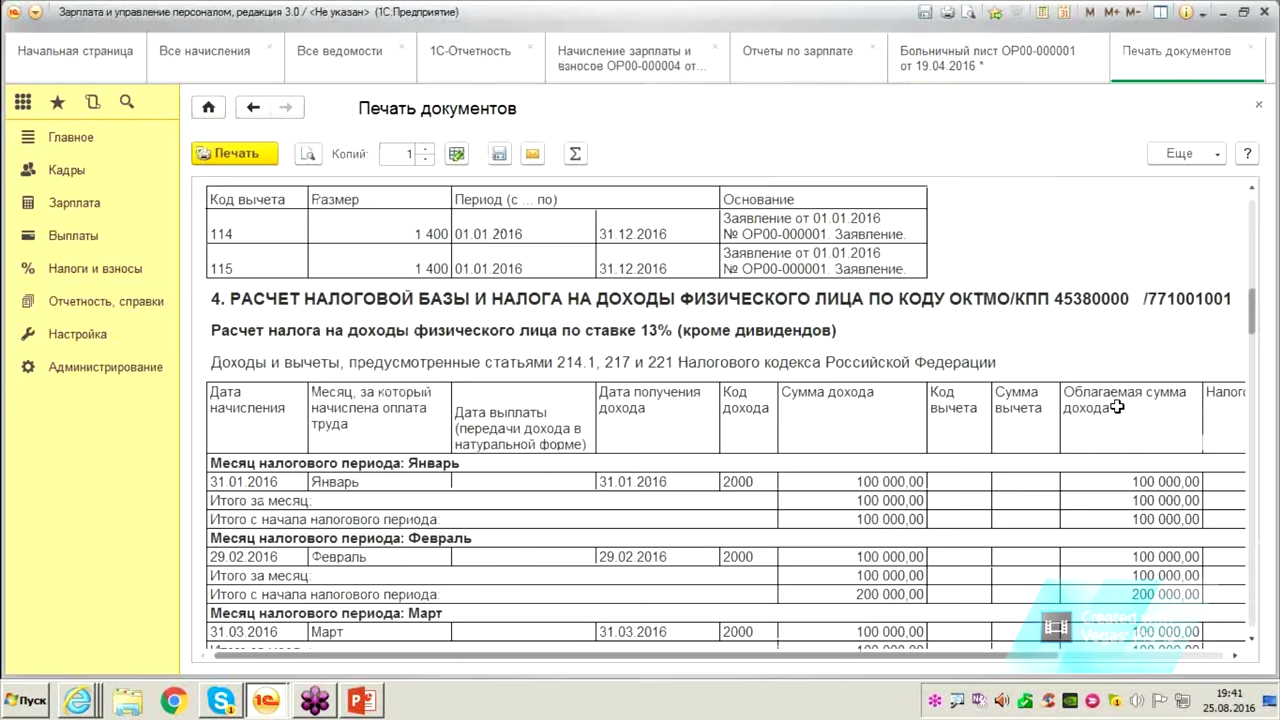 Зарплата и управление персоналом, редакция 3.0 / <Не указан> (1С:Предприятие)
M M+ M-
Начальная страница
Все начисления
Все ведомости
1С-Отчетность
Начисление зарплаты и
взносов ОР00-000004 от...
Отчеты по зарплате
Больничный лист ОР00-000001
от 19.04.2016 *
Печать документов
Печать документов
Главное
Кадры
Зарплата
Выплаты
Налоги и взносы
Отчетность, справки
Настройка
Администрирование
Печать
Копий: 1
Еще
?
Код вычета Размер Период (с ... по) Основание
114 1 400 01.01.2016 31.12.2016 Заявление от 01.01.2016
№ ОР00-000001. Заявление.
115 1 400 01.01.2016 31.12.2016 Заявление от 01.01.2016
№ ОР00-000001. Заявление.
4. РАСЧЕТ НАЛОГОВОЙ БАЗЫ И НАЛОГА НА ДОХОДЫ ФИЗИЧЕСКОГО ЛИЦА ПО КОДУ ОКТМО/КПП 45380000 /771001001
Расчет налога на доходы физического лица по ставке 13% (кроме дивидендов)
Доходы и вычеты, предусмотренные статьями 214.1, 217 и 221 Налогового кодекса Российской Федерации
Дата
начисления
Месяц, за который
начислена оплата
труда
Дата выплаты
(передачи дохода в
натуральной форме)
Дата получения
дохода
Код
дохода
Сумма дохода
Код
вычета
Сумма
вычета
Облагаемая сумма
дохода
Месяц налогового периода: Январь
31.01.2016 Январь 31.01.2016 2000 100 000,00 100 000,00
Итого за месяц: 100 000,00 100 000,00
Итого с начала налогового периода: 100 000,00 100 000,00
Месяц налогового периода: Февраль
29.02.2016 Февраль 29.02.2016 2000 100 000,00 100 000,00
Итого за месяц: 100 000,00 100 000,00
Итого с начала налогового периода: 200 000,00 200 000,00
Месяц налогового периода: Март
31.03.2016 Март 31.03.2016 2000 100 000,00 100 000,00
Created with
Vegas
Пуск
19:41
25.08.2016